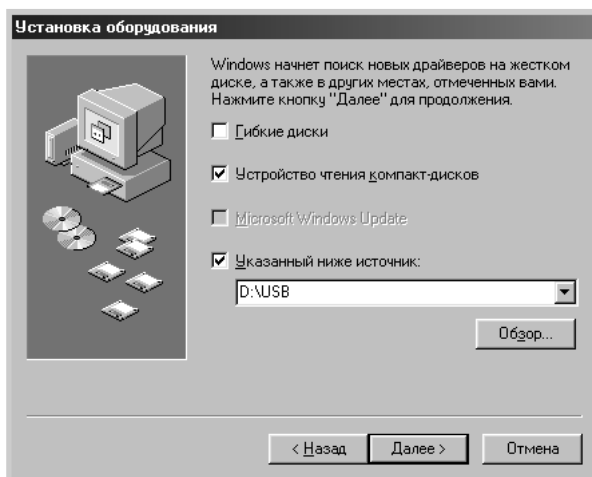 Установка оборудования
Windows начнет поиск новых драйверов на жестком
диске, а также в других местах, отмеченных вами.
Нажмите кнопку "Далее" для продолжения.
Гибкие диски
Устройство чтения компакт-дисков
Microsoft Windows Update
Указанный ниже источник:
D:\USB
Обзор...
< Назад
Далее >
Отмена